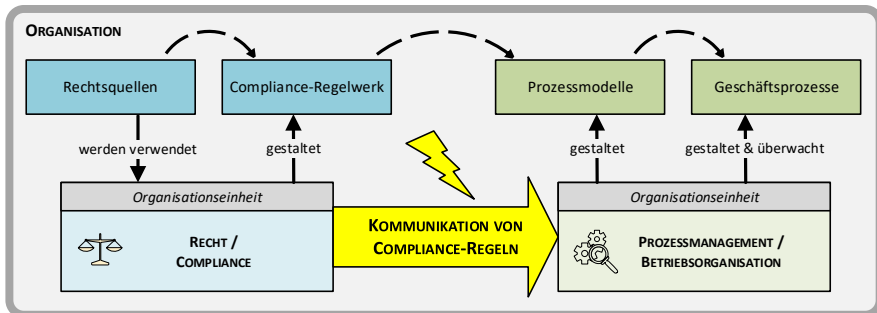 ORGANISATION
Rechtsquellen
Compliance-Regelwerk
Prozessmodelle
Geschäftsprozesse
werden verwendet
gestaltet
gestaltet
gestaltet & überwacht
Organisationseinheit
Organisationseinheit
RECHT /
COMPLIANCE
KOMMUNIKATION VON
COMPLIANCE-REGELN
PROZESSMANAGEMENT /
BETRIEBSORGANISATION